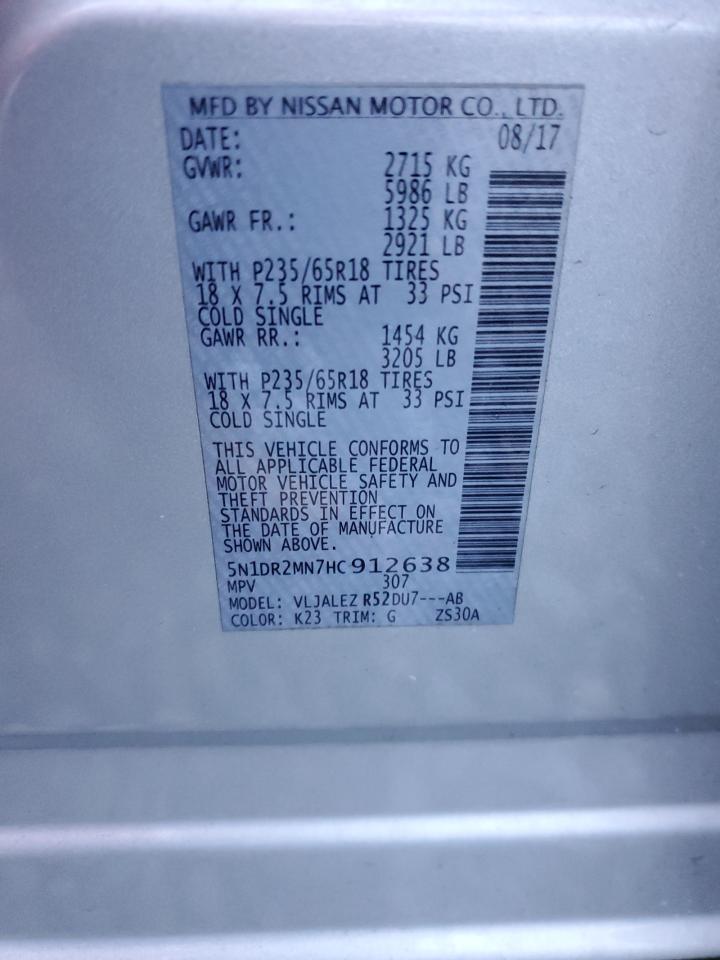 MFD BY NISSAN MOTOR CO., LTD.
DATE: 08/17
GVWR: 2715 KG
5986 LB
GAWR FR.: 1325 KG
2921 LB
WITH P235/65R18 TIRES
18 X 7.5 RIMS AT 33 PSI
COLD SINGLE
GAWR RR.: 1454 KG
3205 LB
WITH P235/65R18 TIRES
18 X 7.5 RIMS AT 33 PSI
COLD SINGLE
THIS VEHICLE CONFORMS TO
ALL APPLICABLE FEDERAL
MOTOR VEHICLE SAFETY AND
THEFT PREVENTION
STANDARDS IN EFFECT ON
THE DATE OF MANUFACTURE
SHOWN ABOVE.
5N1DR2MN7HC912638
MPV 307
MODEL: VLJALEZ R52DU7---AB
COLOR: K23 TRIM: G ZS30A